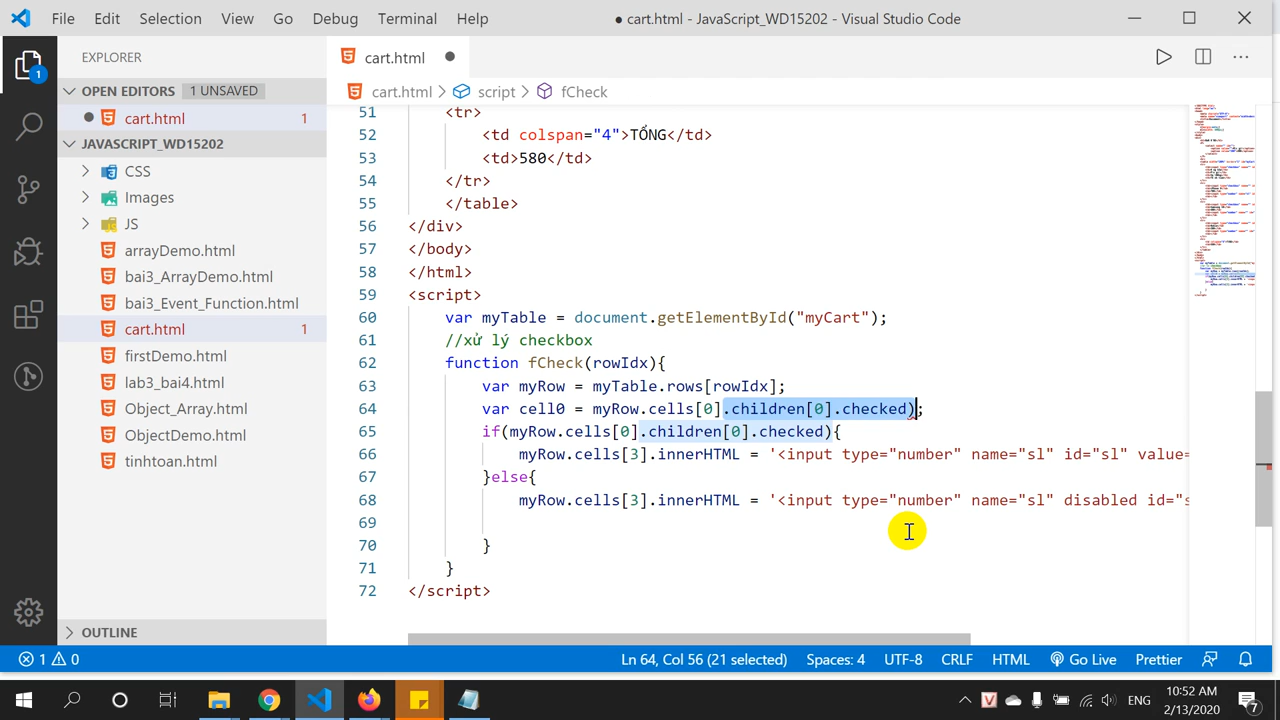 File Edit Selection View Go Debug Terminal Help
● cart.html - JavaScript_WD15202 - Visual Studio Code
EXPLORER
cart.html
OPEN EDITORS 1 UNSAVED
cart.html > script > fCheck
cart.html 1
JAVASCRIPT_WD15202
CSS
Images
JS
arrayDemo.html
bai3_ArrayDemo.html
bai3_Event_Function.html
cart.html 1
firstDemo.html
lab3_bai4.html
Object_Array.html
ObjectDemo.html
tinhtoan.html
OUTLINE
1
51 <tr>
52 <td colspan="4">TỔNG</td>
53 <td>580</td>
54 </tr>
55 </table>
56 </div>
57 </body>
58 </html>
59 <script>
60 var myTable = document.getElementById("myCart");
61 //xử lý checkbox
62 function fCheck(rowIdx){
63 var myRow = myTable.rows[rowIdx];
64 var cell0 = myRow.cells[0].children[0].checked);
65 if(myRow.cells[0].children[0].checked){
66 myRow.cells[3].innerHTML = '<input type="number" name="sl" id="sl" value=
67 }else{
68 myRow.cells[3].innerHTML = '<input type="number" name="sl" disabled id="s
69
70 }
71 }
72 </script>
1 0 Ln 64, Col 56 (21 selected) Spaces: 4 UTF-8 CRLF HTML Go Live Prettier
ENG 10:52 AM
2/13/2020 7